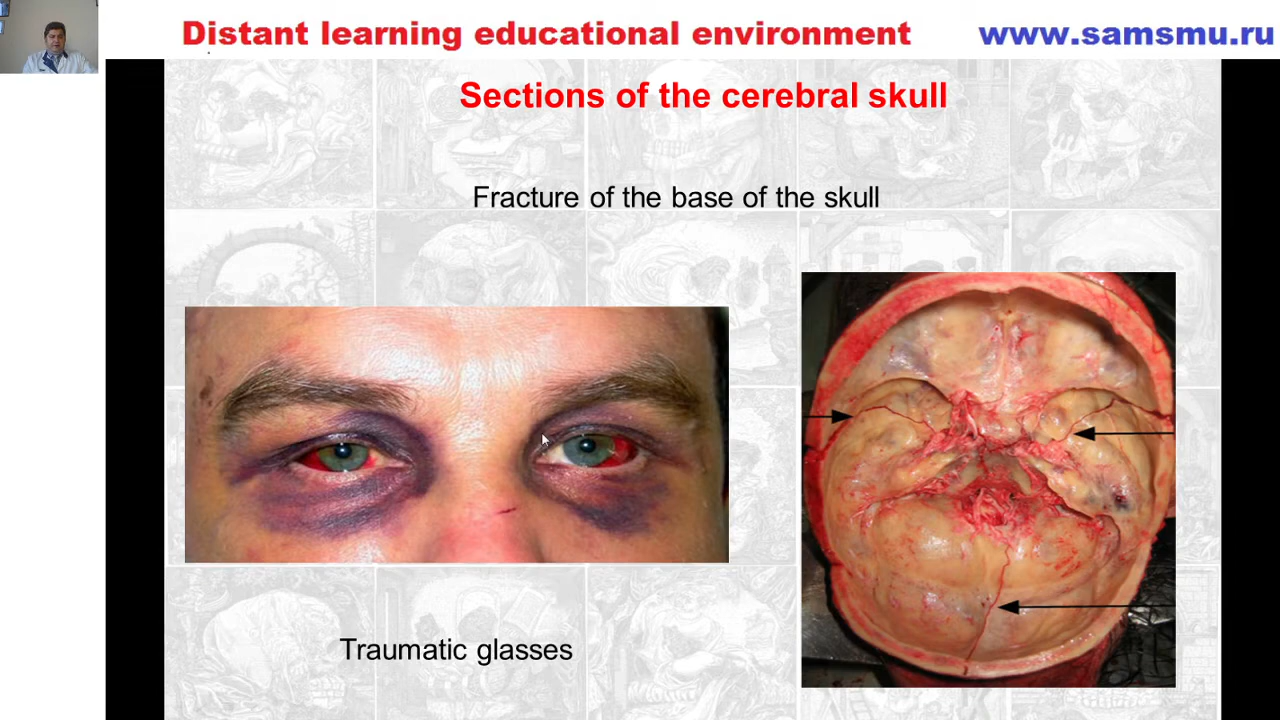 Distant learning educational environment
www.samsmu.ru
Sections of the cerebral skull
Fracture of the base of the skull
Traumatic glasses